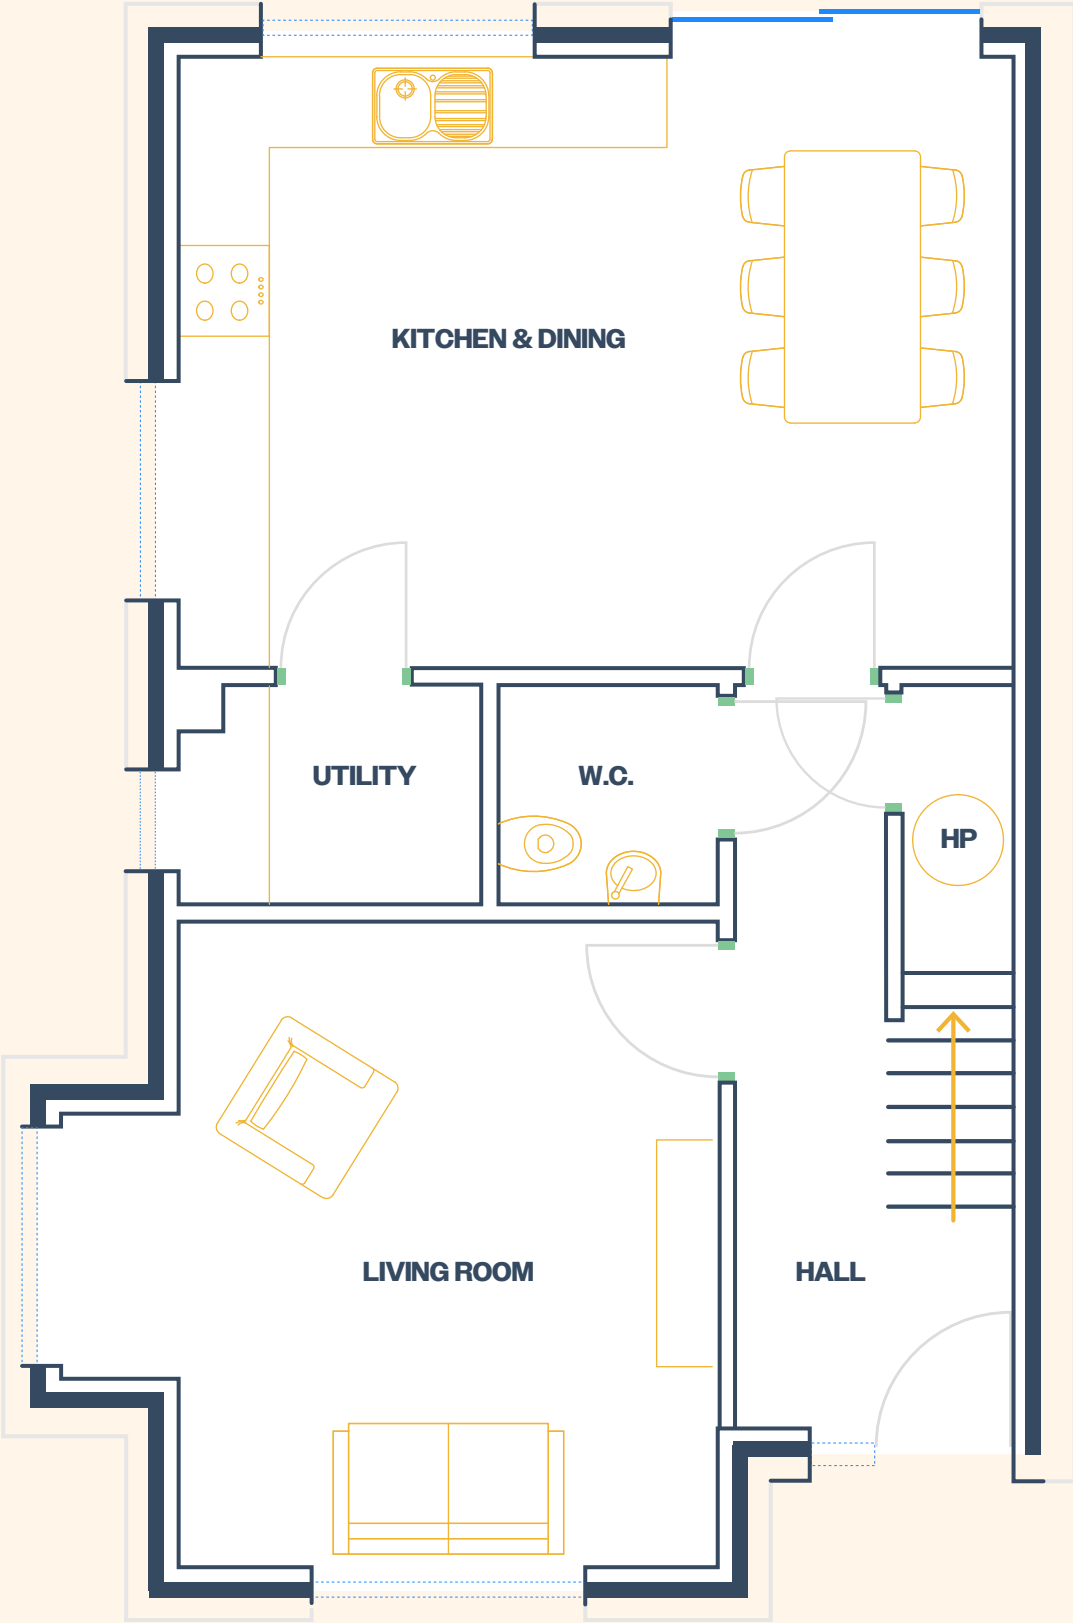 KITCHEN & DINING
UTILITY
W.C.
HP
LIVING ROOM
HALL